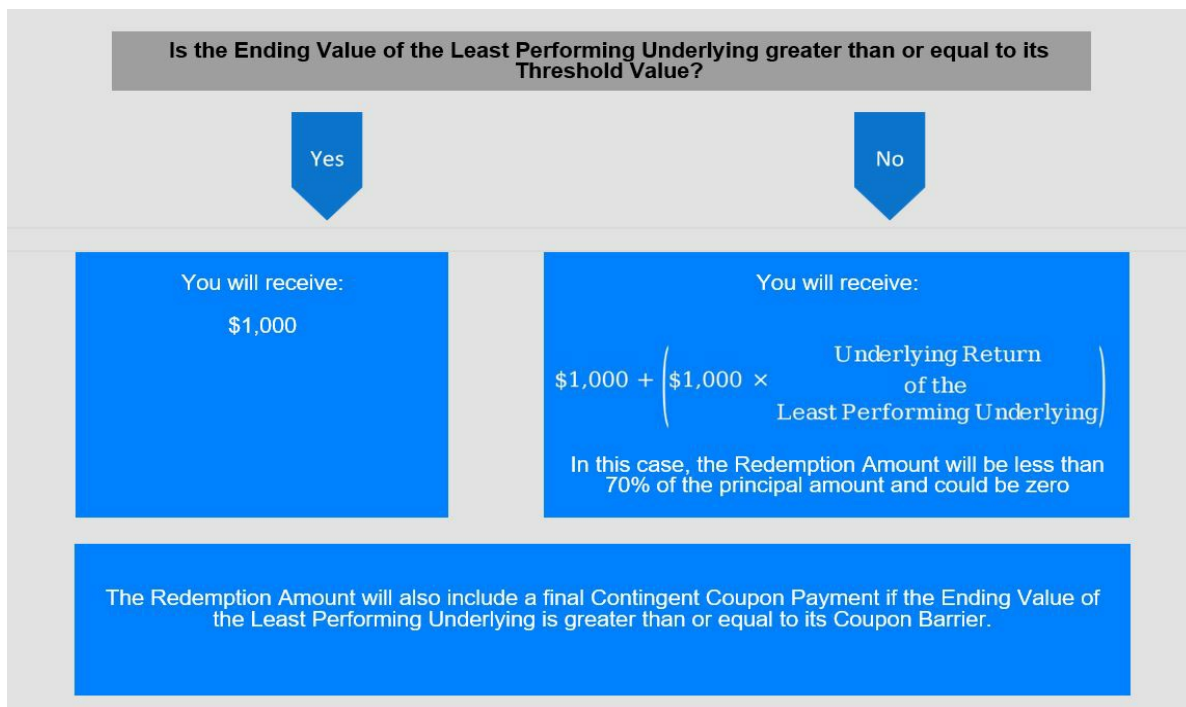 Is the Ending Value of the Least Performing Underlying greater than or equal to its
Threshold Value?
Yes
No
You will receive:
$1,000
You will receive:
$1,000 + ($1,000 × Underlying Return
of the
Least Performing Underlying)
In this case, the Redemption Amount will be less than
70% of the principal amount and could be zero
The Redemption Amount will also include a final Contingent Coupon Payment if the Ending Value of
the Least Performing Underlying is greater than or equal to its Coupon Barrier.